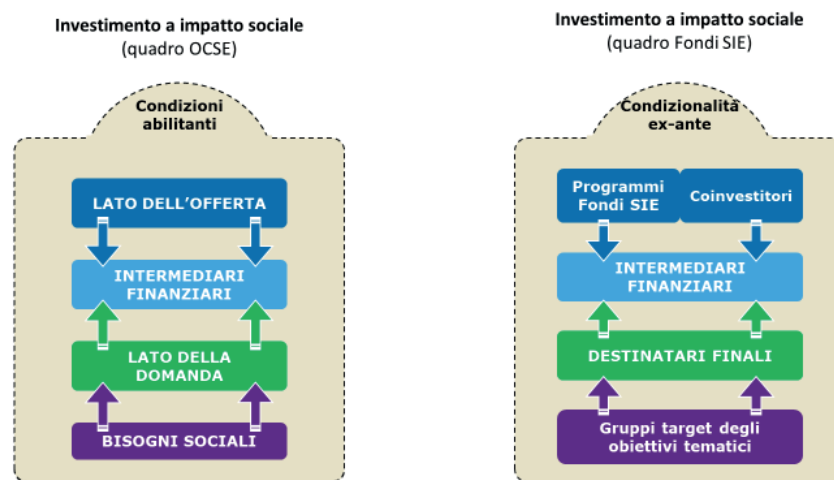 Investimento a impatto sociale
(quadro OCSE)
Condizioni
abilitanti
LATO DELL'OFFERTA
INTERMEDIARI
FINANZIARI
LATO DELLA
DOMANDA
BISOGNI SOCIALI
Investimento a impatto sociale
(quadro Fondi SIE)
Condizionalità
ex-ante
Programmi
Fondi SIE
Coinvestitori
INTERMEDIARI
FINANZIARI
DESTINATARI FINALI
Gruppi target degli
obiettivi tematici